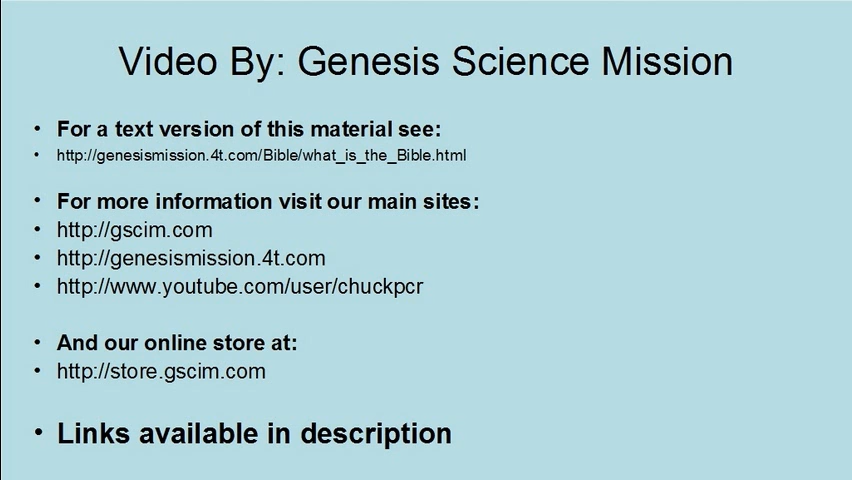 Video By: Genesis Science Mission
• For a text version of this material see:
• http://genesismission.4t.com/Bible/what_is_the_Bible.html
• For more information visit our main sites:
• http://gscim.com
• http://genesismission.4t.com
• http://www.youtube.com/user/chuckpcr
• And our online store at:
• http://store.gscim.com
• Links available in description